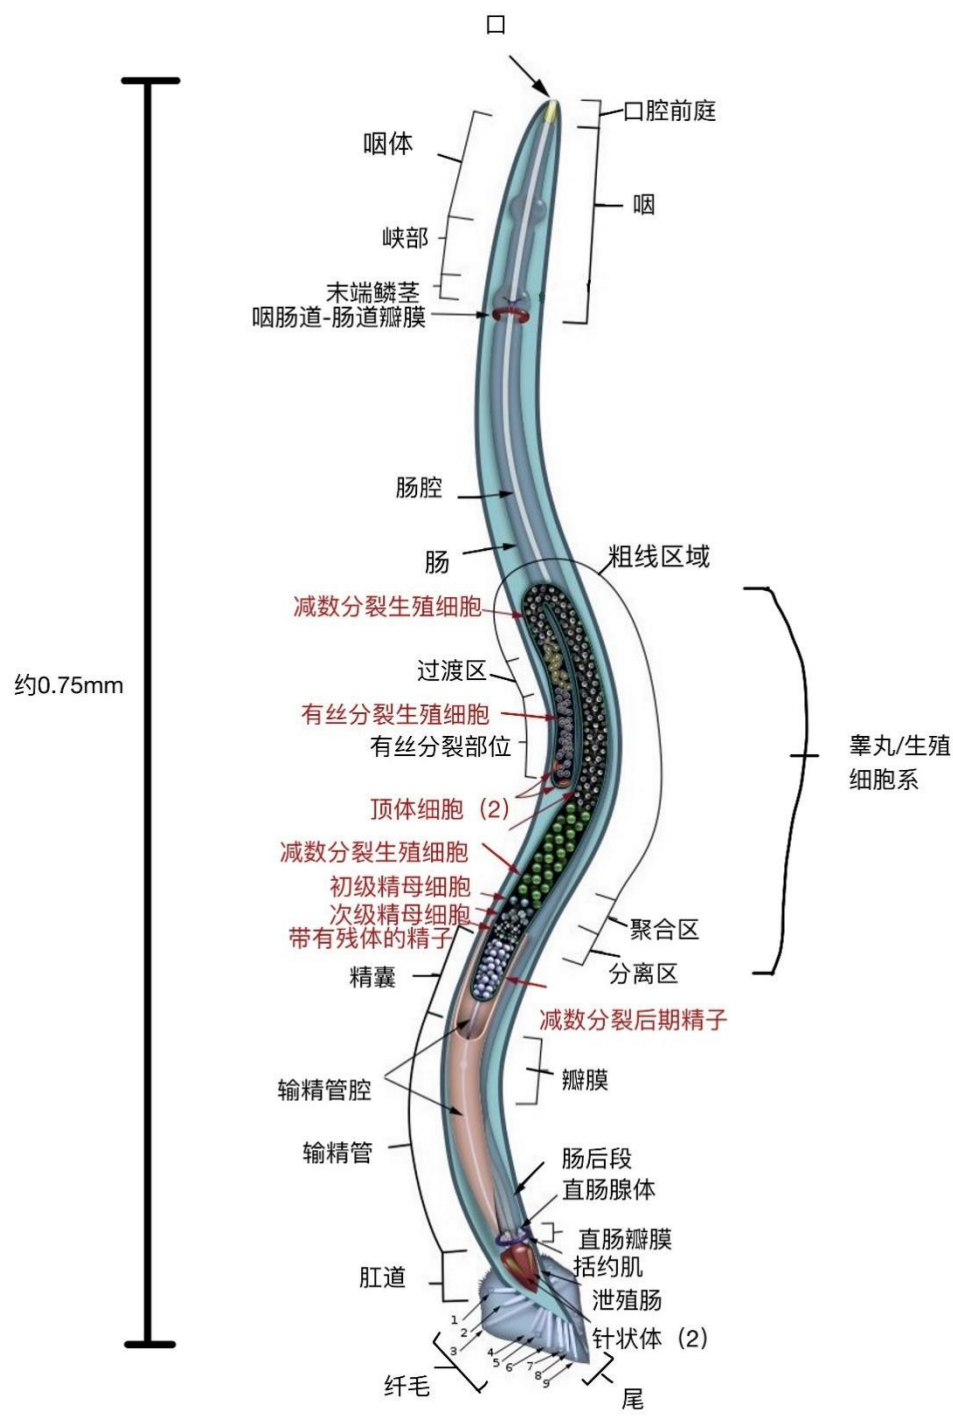 口
口腔前庭
咽体
咽
峡部
末端鳞茎
咽肠道-肠道瓣膜
肠腔
肠
粗线区域
减数分裂生殖细胞
过渡区
约0.75mm
有丝分裂生殖细胞
有丝分裂部位
睾丸/生殖
细胞系
顶体细胞（2）
减数分裂生殖细胞
初级精母细胞
次级精母细胞
带有残体的精子
聚合区
分离区
精囊
减数分裂后期精子
瓣膜
输精管腔
输精管
肠后段
直肠腺体
直肠瓣膜
括约肌
肛道
泄殖肠
针状体（2）
1
2
3
4
5
6
7
8
9
纤毛
尾